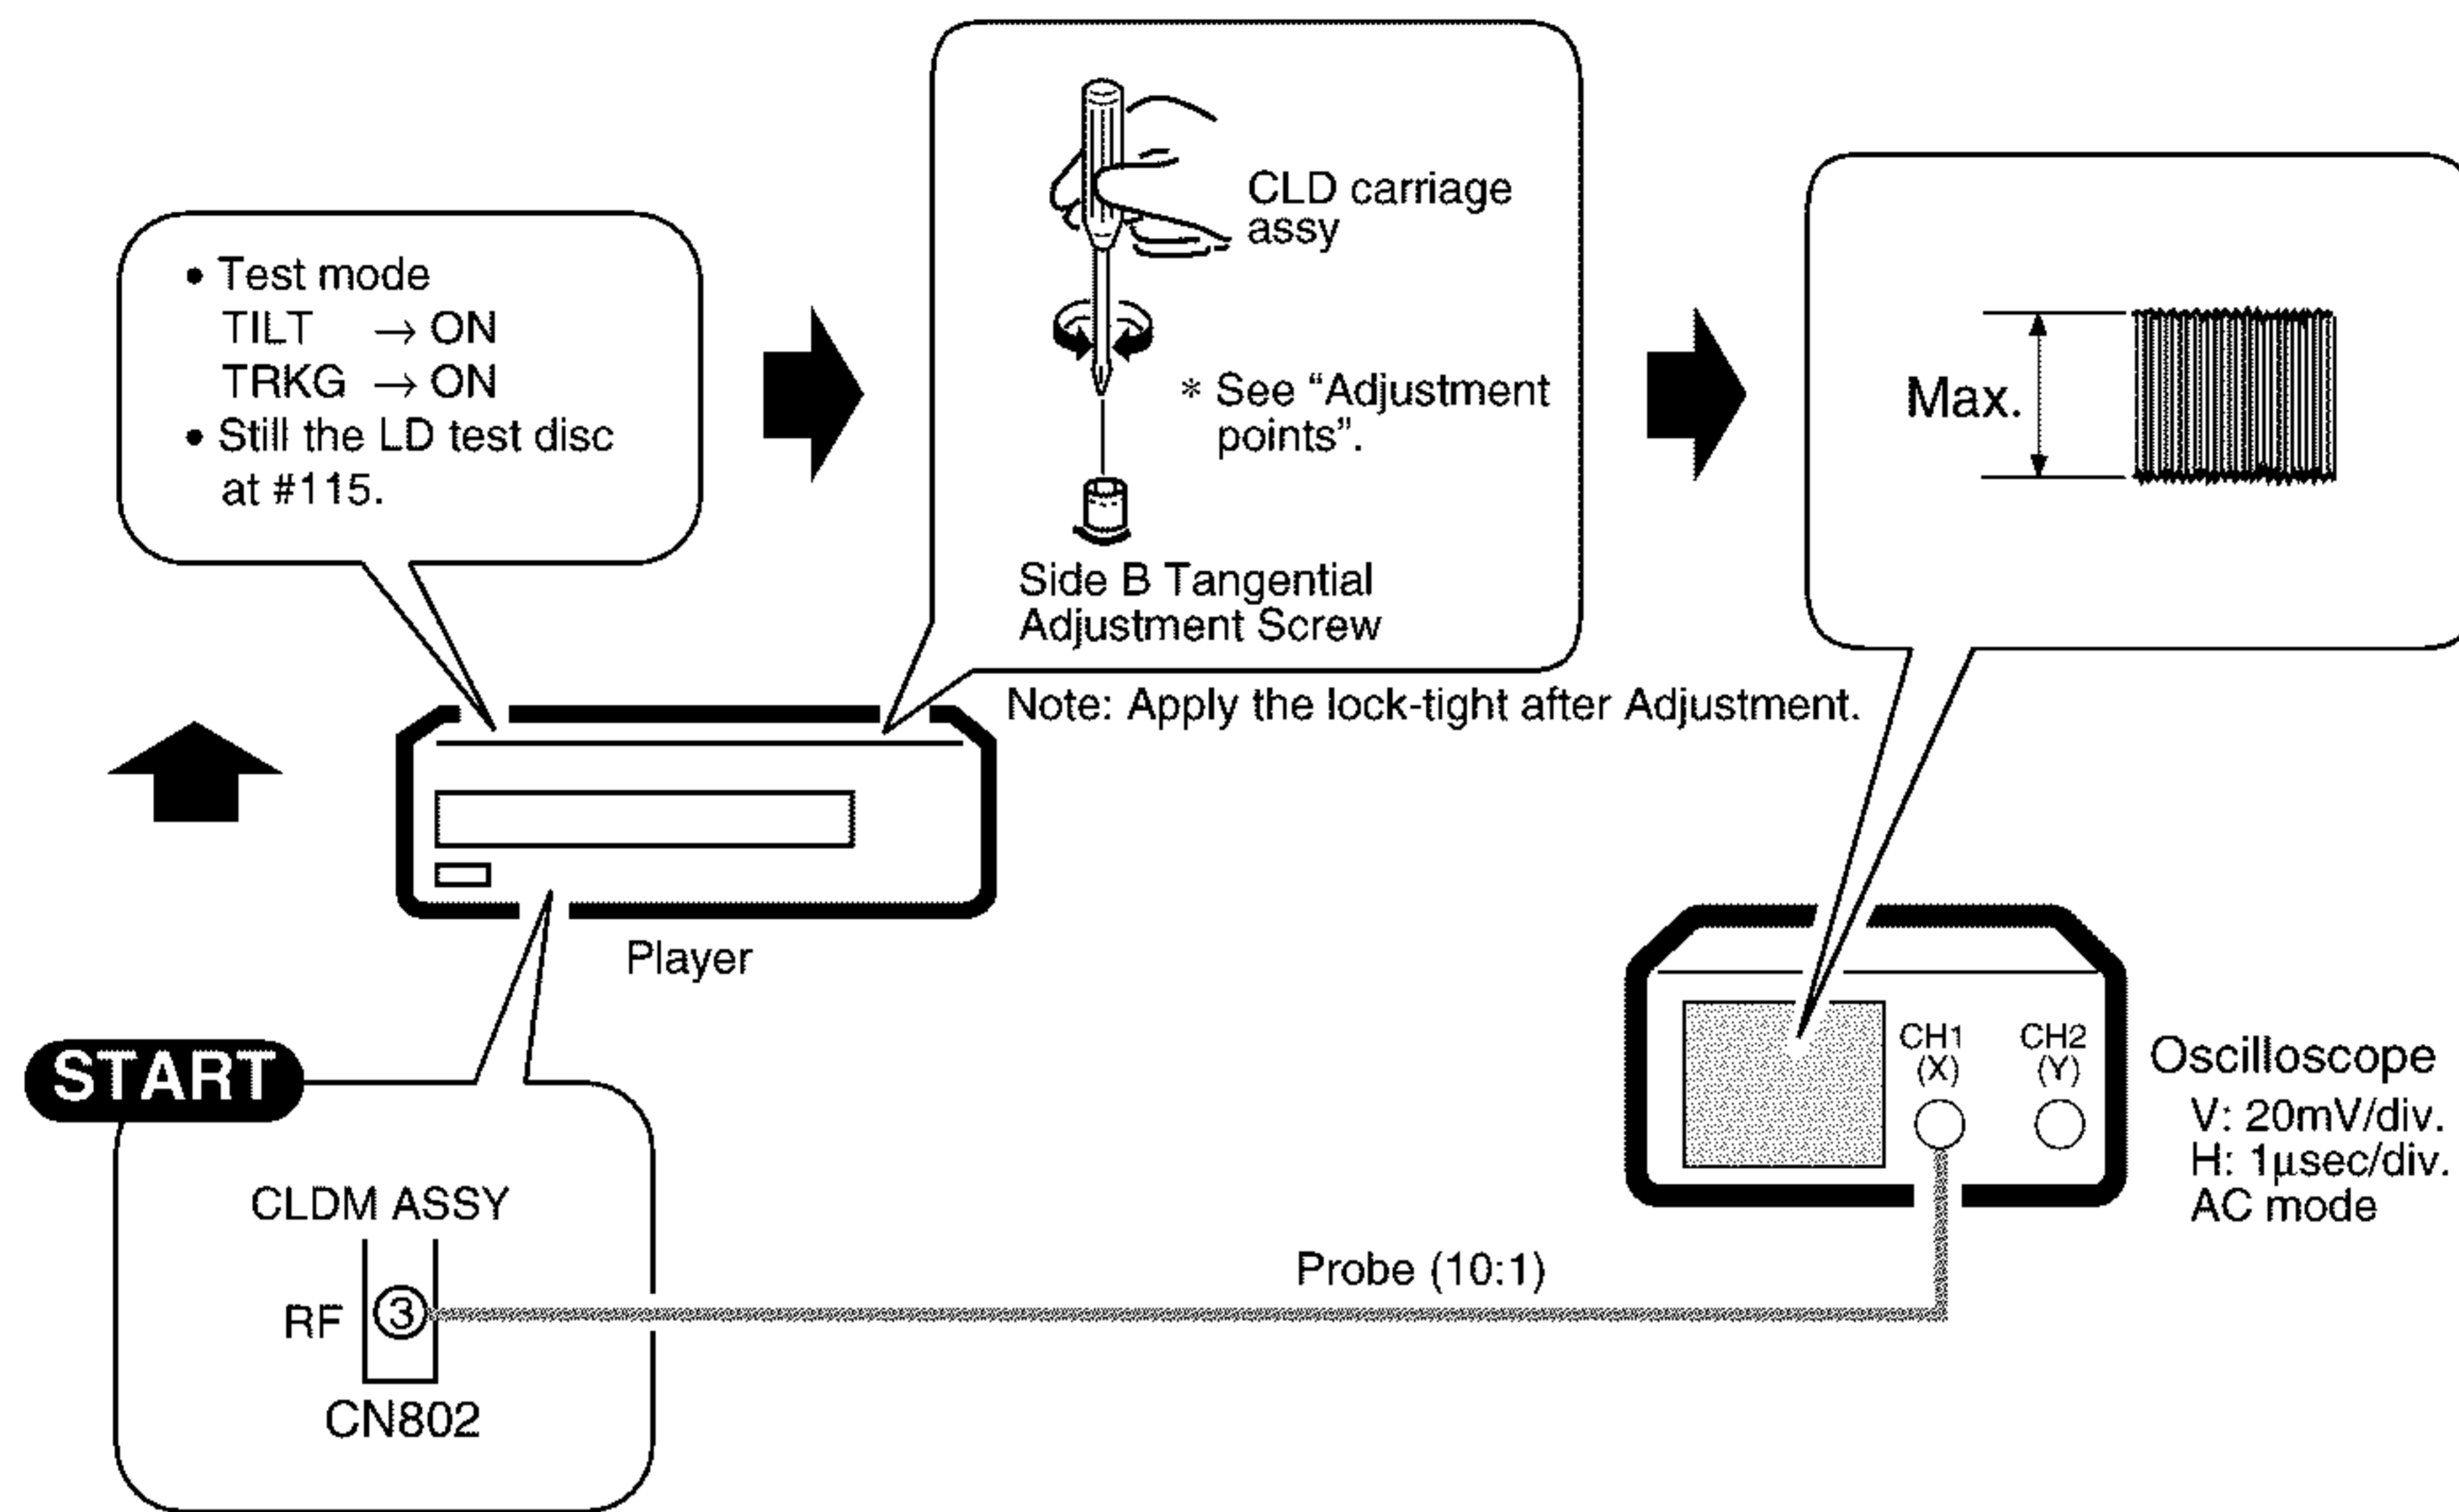 • Test mode
TILT → ON
TRKG → ON
• Still the LD test disc
at #115.
CLD carriage
assy
* See “Adjustment
points”.
Side B Tangential
Adjustment Screw
Max.
Note: Apply the lock-tight after Adjustment.
Player
START
CLDM ASSY
RF ③
CN802
Probe (10:1)
CH1
(X)
CH2
(Y)
Oscilloscope
V: 20mV/div.
H: 1μsec/div.
AC mode